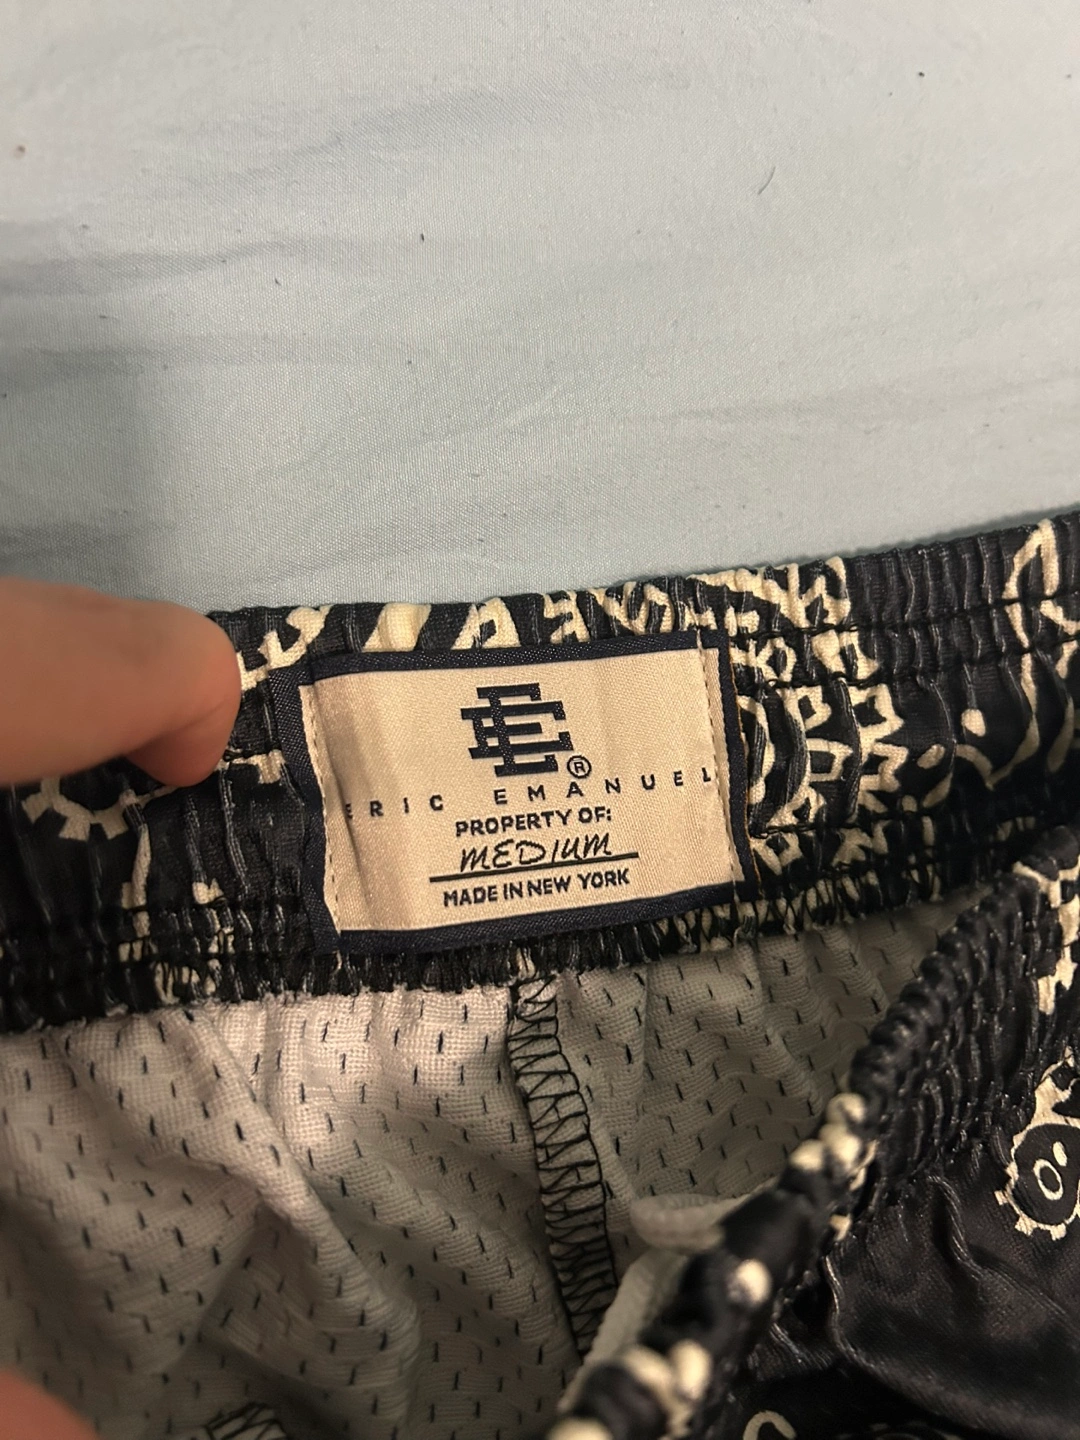 EE®
ERIC EMANUEL
PROPERTY OF:
MEDIUM
MADE IN NEW YORK